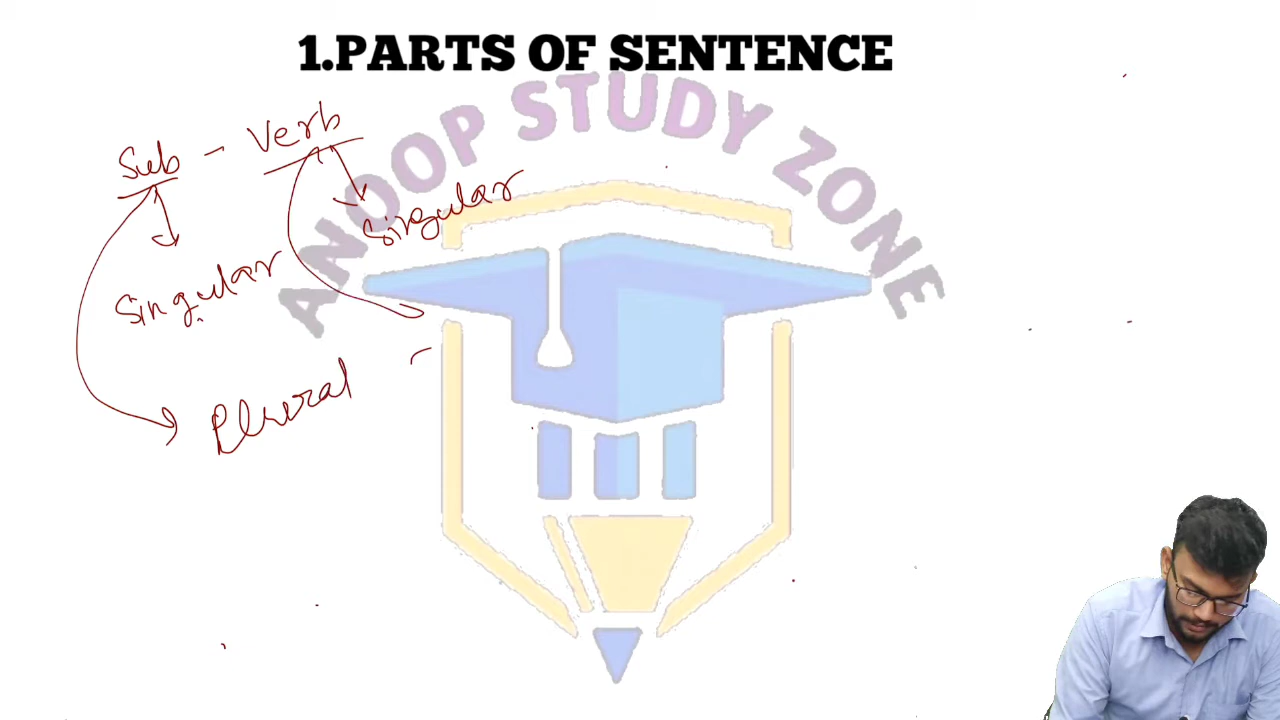 1.PARTS OF SENTENCE
ANOOP STUDY ZONE
Sub - Verb
Singular
Singular
Plural